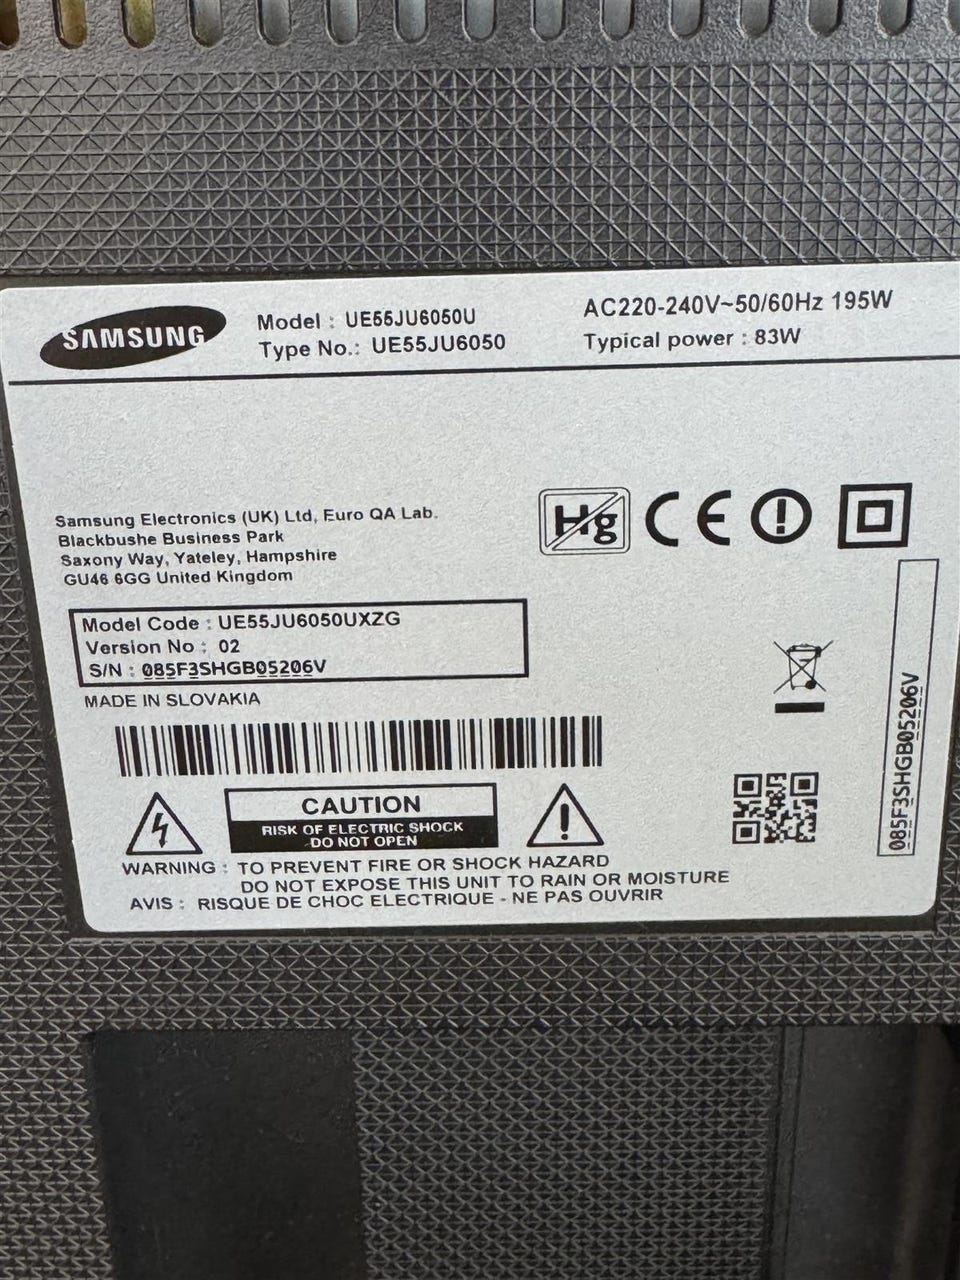 SAMSUNG
Model : UE55JU6050U
Type No.: UE55JU6050
AC220-240V~50/60Hz 195W
Typical power : 83W
Samsung Electronics (UK) Ltd, Euro QA Lab.
Blackbushe Business Park
Saxony Way, Yateley, Hampshire
GU46 6GG United Kingdom
Hg
CE
Model Code : UE55JU6050UXZG
Version No : 02
S/N : 085F3SHGB05206V
MADE IN SLOVAKIA
085F3SHGB05206V
CAUTION
RISK OF ELECTRIC SHOCK
DO NOT OPEN
WARNING : TO PREVENT FIRE OR SHOCK HAZARD
DO NOT EXPOSE THIS UNIT TO RAIN OR MOISTURE
AVIS : RISQUE DE CHOC ELECTRIQUE - NE PAS OUVRIR